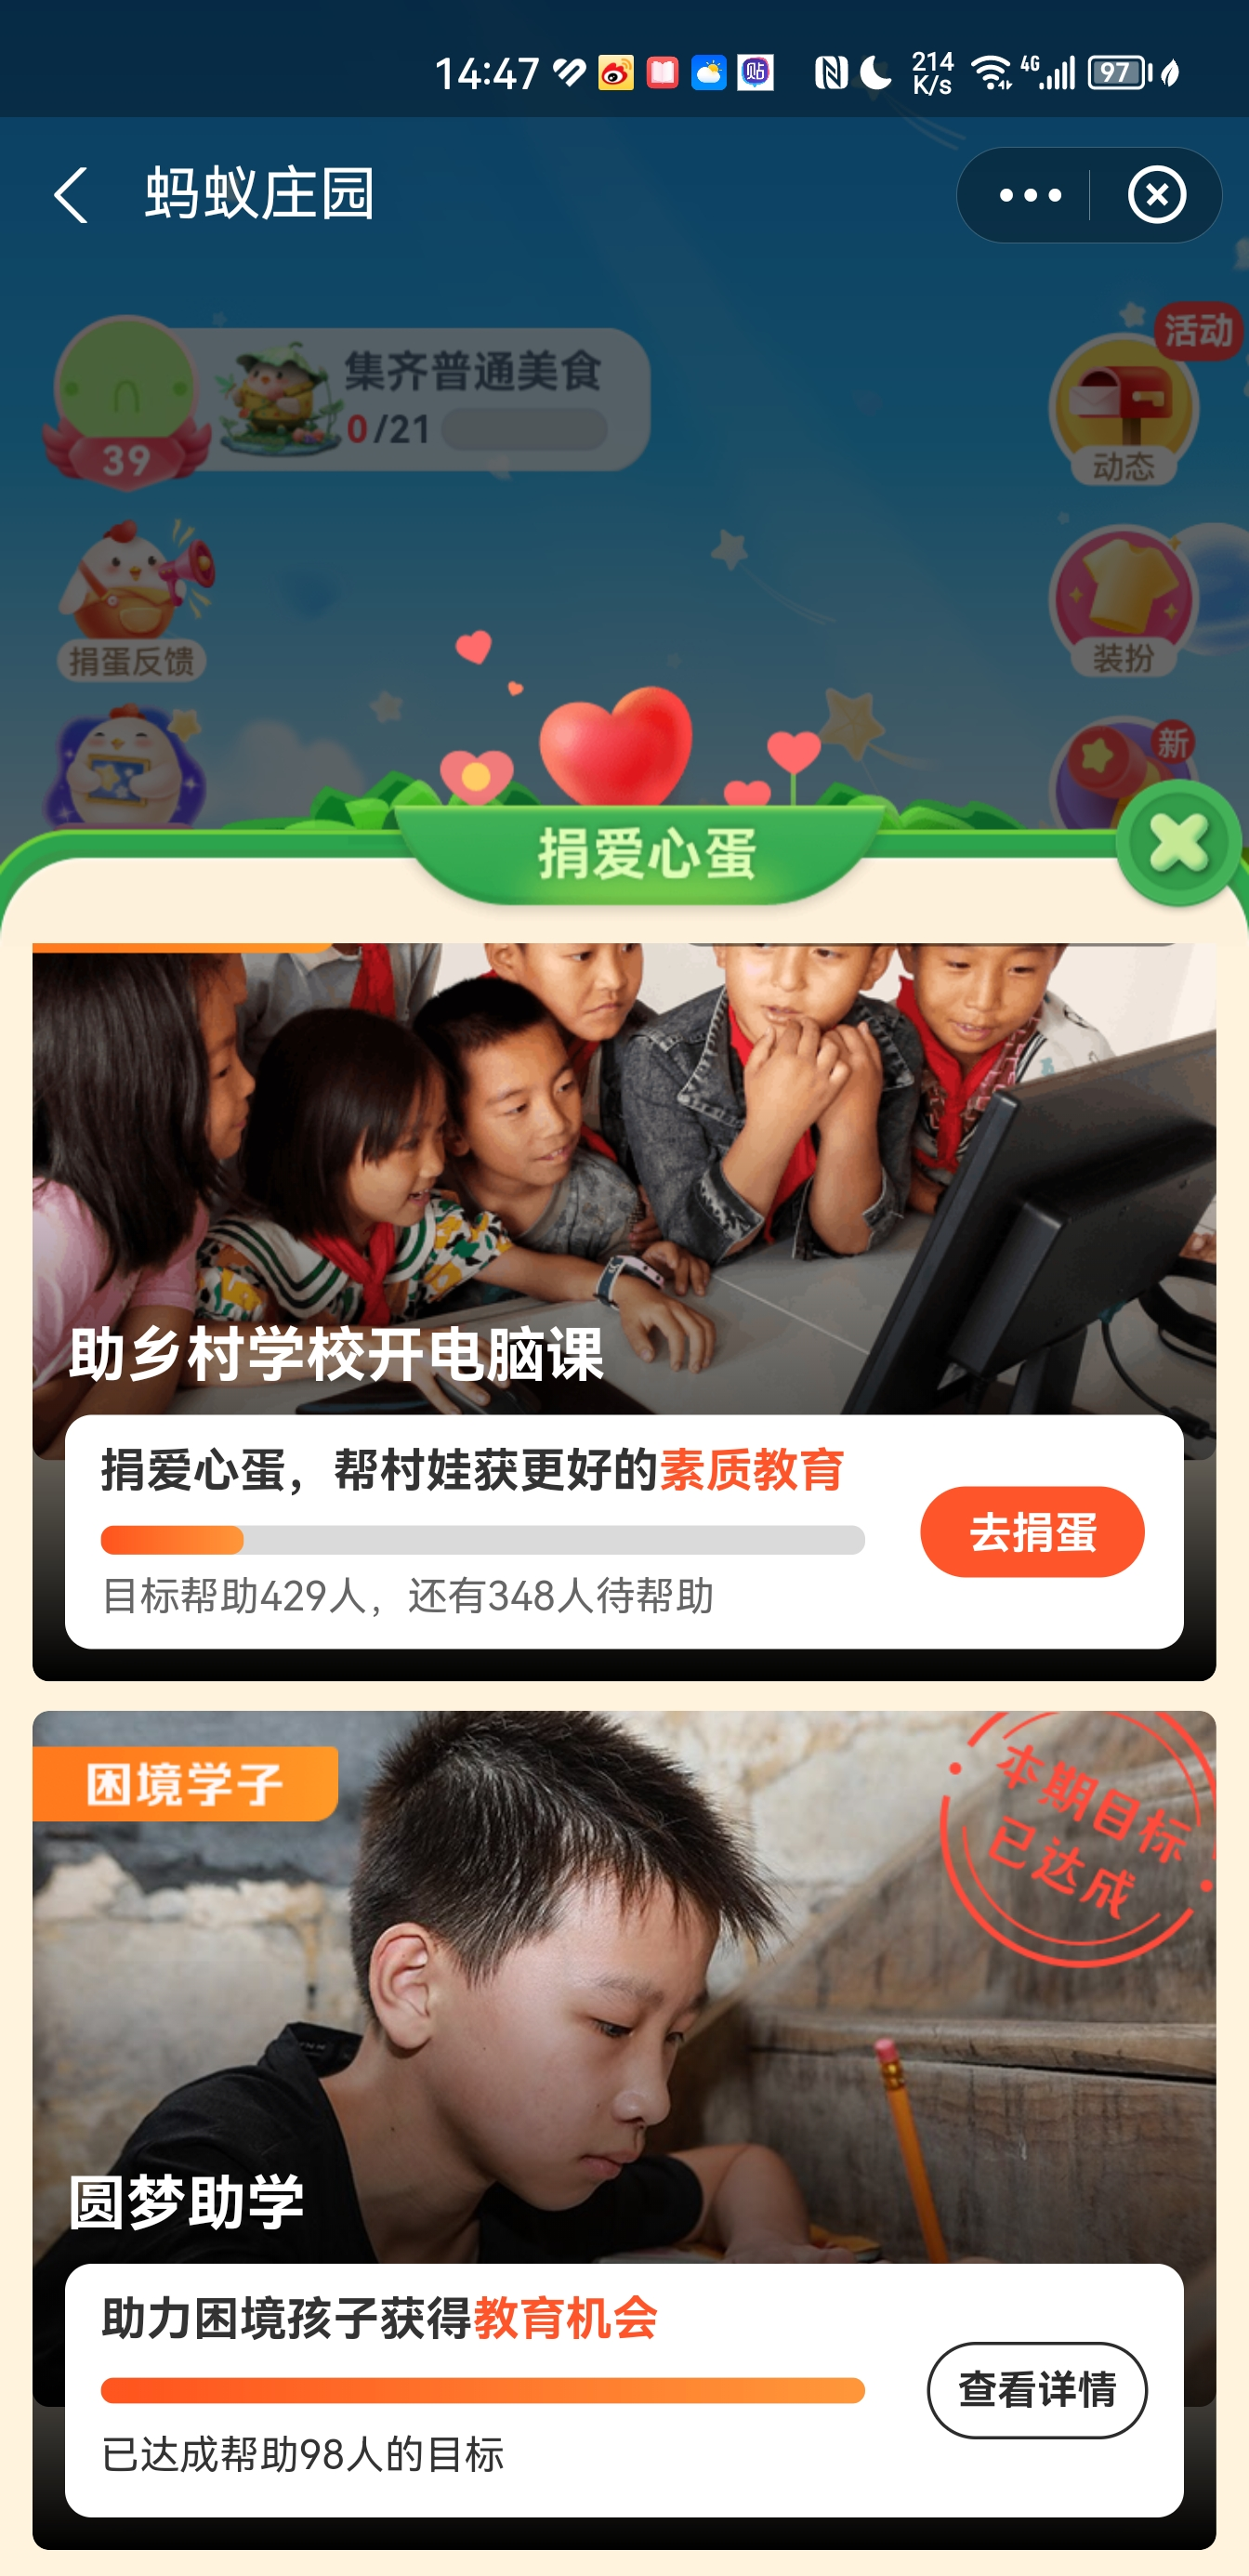 14:47
贴
214
K/s
4G
97
蚂蚁庄园
活动
集齐普通美食
0/21
39
动态
捐蛋反馈
装扮
新
捐爱心蛋
助乡村学校开电脑课
捐爱心蛋，帮村娃获更好的素质教育
去捐蛋
目标帮助429人，还有348人待帮助
困境学子
本期目标
已达成
圆梦助学
助力困境孩子获得教育机会
查看详情
已达成帮助98人的目标